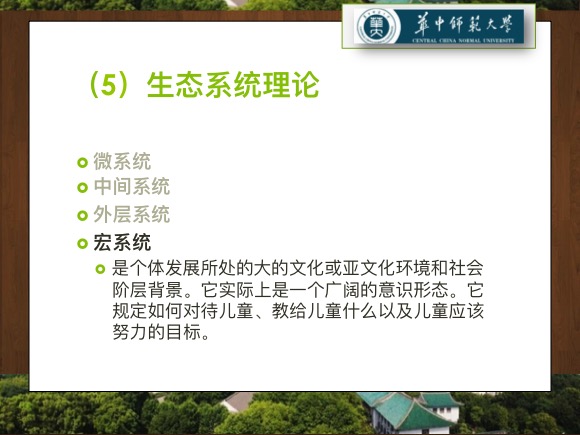 華中師範大學
CENTRAL CHINA NORMAL UNIVERSITY
（5）生态系统理论
微系统
中间系统
外层系统
宏系统
是个体发展所处的大的文化或亚文化环境和社会
阶层背景。它实际上是一个广阔的意识形态。它
规定如何对待儿童、教给儿童什么以及儿童应该
努力的目标。